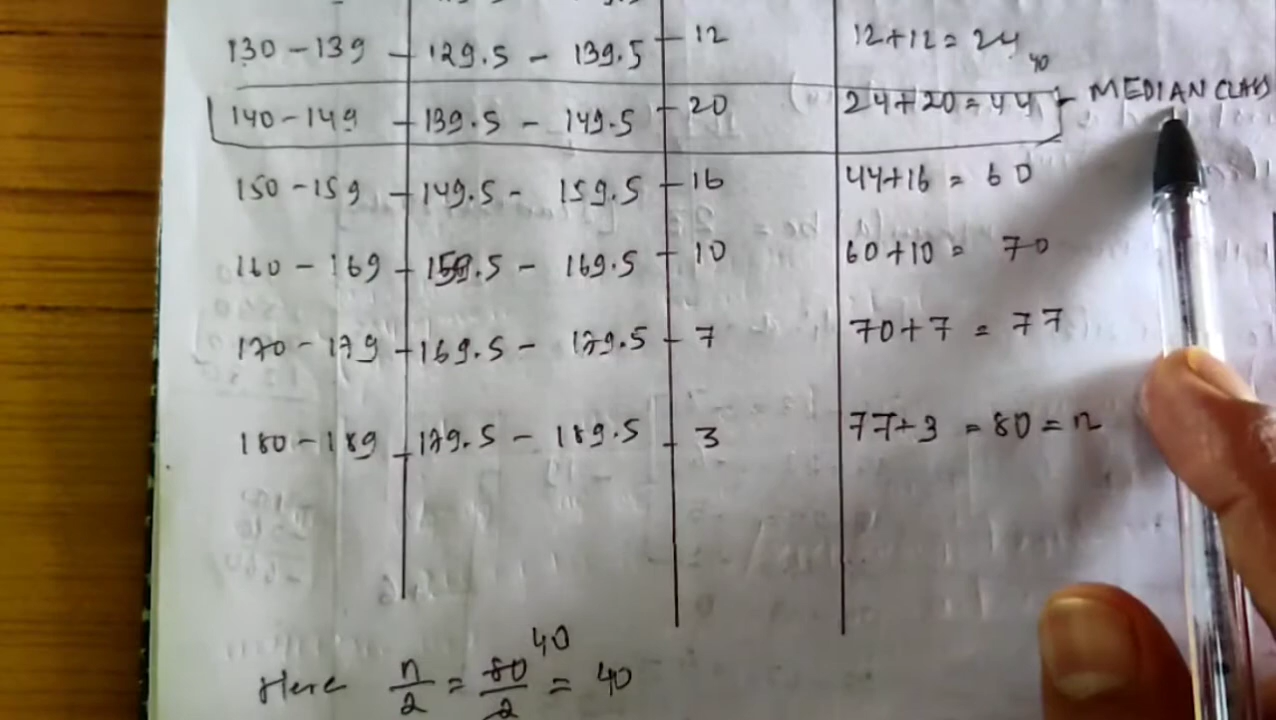 130 - 139 129.5 - 139.5 12 12+12 = 24
40
140 - 149 139.5 - 149.5 20 24+20 = 44 MEDIAN CLASS
150 - 159 149.5 - 159.5 16 44+16 = 60
160 - 169 159.5 - 169.5 10 60+10 = 70
170 - 179 169.5 - 179.5 7 70+7 = 77
180 - 189 179.5 - 189.5 3 77+3 = 80 = n
40
Here n/2 = 80/2 = 40